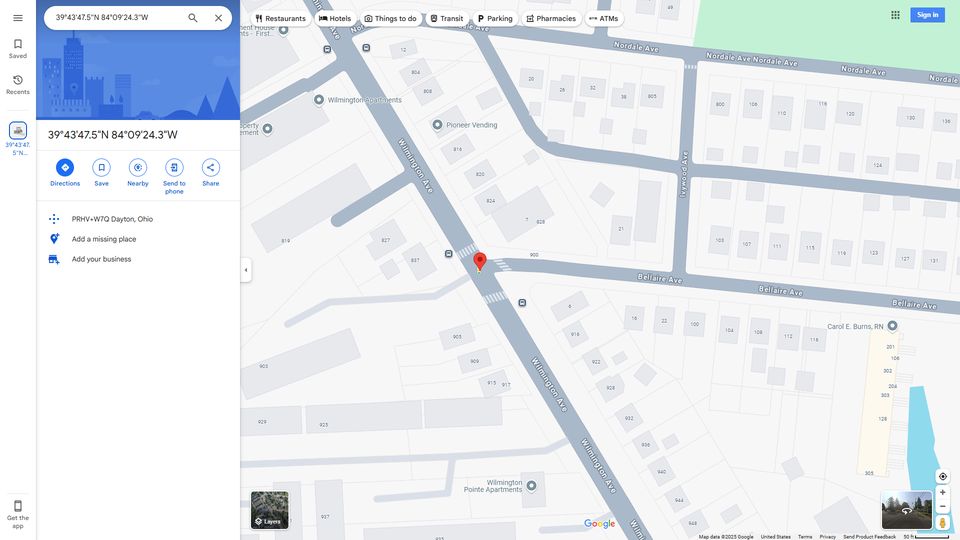 39°43'47.5"N 84°09'24.3"W
Restaurants
Hotels
Things to do
Transit
Parking
Pharmacies
ATMs
Sign in
Saved
Recents
39°43'47.
5"N...
39°43'47.5"N 84°09'24.3"W
Directions
Save
Nearby
Send to
phone
Share
PRHV+W7Q Dayton, Ohio
Add a missing place
Add your business
Get the
app
Layers
Nordale Ave
Nordale Ave Nordale Ave
Nordale Ave
Nordale
49
12
804
808
20
26
32
38
805
800
106
110
118
120
130
136
Wilmington Apartments
Pioneer Vending
Wilmington Ave
816
820
824
7
828
21
Ivywood Ave
124
103
107
111
115
119
123
127
131
819
827
837
900
Bellaire Ave
Bellaire Ave
Bellaire Ave
6
16
22
100
104
108
112
116
916
922
928
932
936
940
944
948
Carol E. Burns, RN
201
106
302
204
303
128
305
903
905
909
915
917
929
925
937
Wilmington Ave
Wilmington Ave
Wilmington
Pointe Apartments
Google
Map data ©2025 Google
United States
Terms
Privacy
Send Product Feedback
50 ft